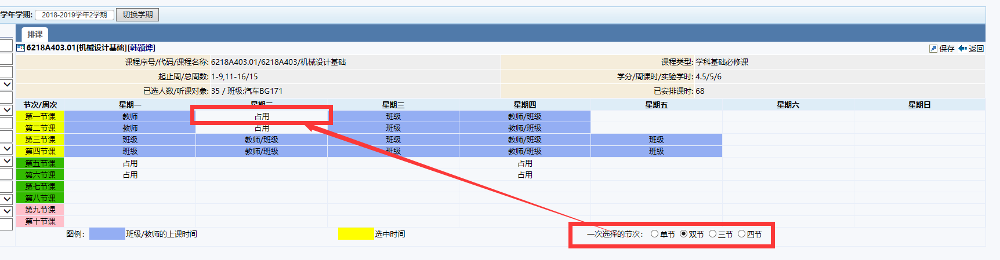 学年学期: 2018-2019学年2学期 切换学期
排课
6218A403.01[机械设计基础][韩颖烨] 保存 返回
课程序号/代码/课程名称: 6218A403.01/6218A403/机械设计基础 课程类型: 学科基础必修课
起止周/总周数: 1-9,11-16/15 学分/周课时/实验学时: 4.5/5/6
已选人数/听课对象: 35 / 班级:汽车BG171 已安排课时: 68
节次/周次 星期一 星期二 星期三 星期四 星期五 星期六 星期日
第一节课 教师 占用 班级 教师/班级
第二节课 教师 占用 班级 教师/班级
第三节课 班级 教师/班级 班级 教师/班级 班级
第四节课 班级 教师/班级 班级 教师/班级 班级
第五节课 占用 占用
第六节课 占用 占用
第七节课
第八节课
第九节课
第十节课
图例: 班级/教师的上课时间 选中时间 一次选择的节次: 单节 双节 三节 四节